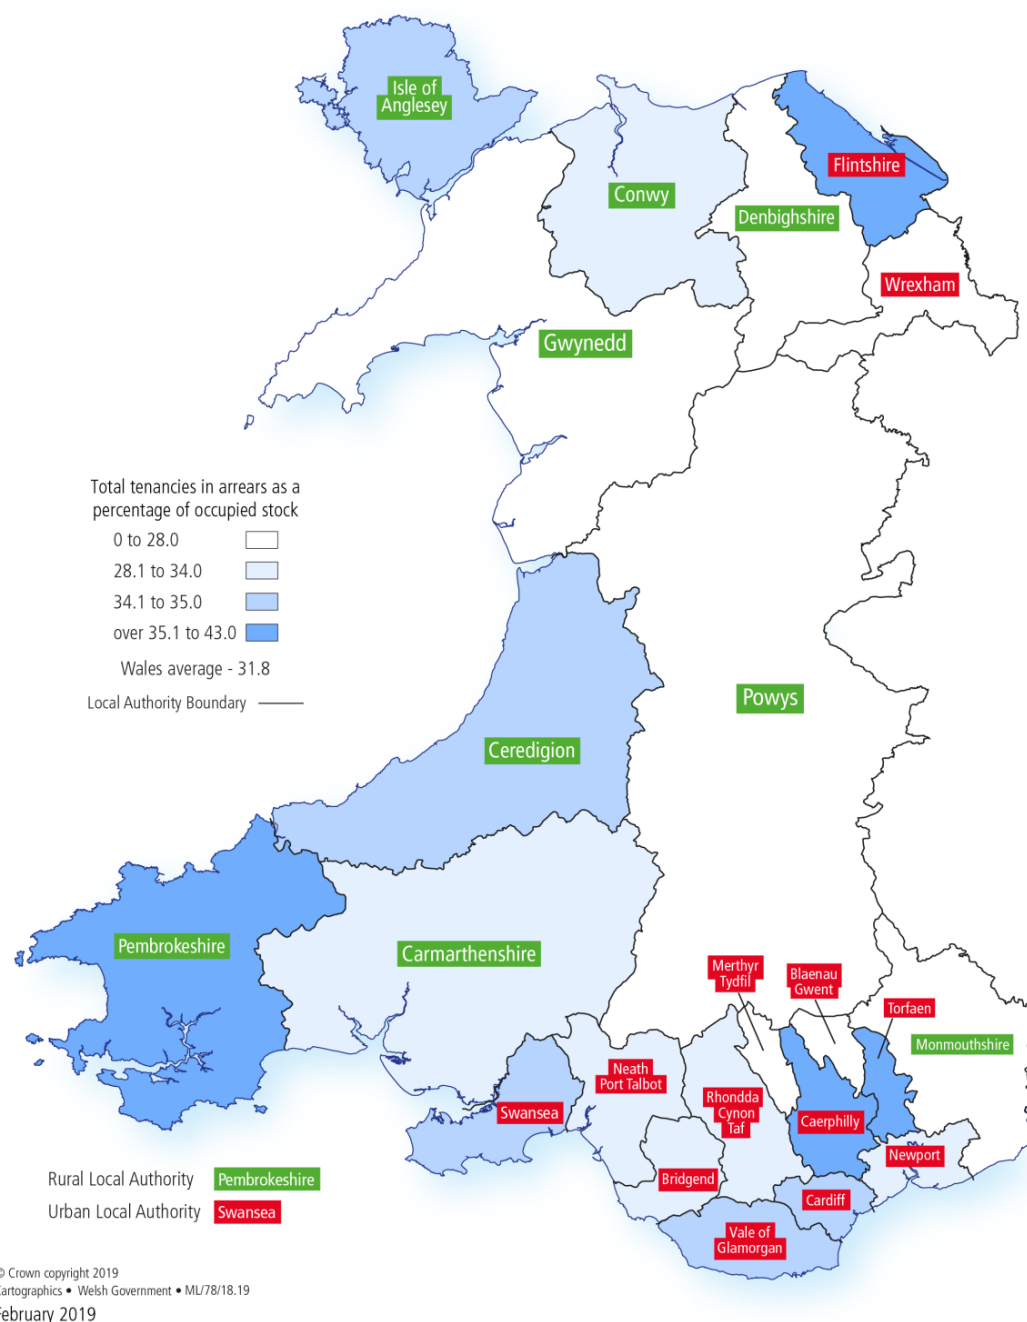 Isle of
Anglesey
Flintshire
Conwy
Denbighshire
Wrexham
Gwynedd
Total tenancies in arrears as a
percentage of occupied stock
0 to 28.0
28.1 to 34.0
34.1 to 35.0
over 35.1 to 43.0
Wales average - 31.8
Local Authority Boundary
Powys
Ceredigion
Pembrokeshire
Carmarthenshire
Merthyr
Tydfil
Blaenau
Gwent
Torfaen
Monmouthshire
Neath
Port Talbot
Rhondda
Cynon
Taf
Swansea
Caerphilly
Newport
Bridgend
Cardiff
Vale of
Glamorgan
Rural Local Authority Pembrokeshire
Urban Local Authority Swansea
© Crown copyright 2019
Cartographics • Welsh Government • ML/78/18.19
February 2019